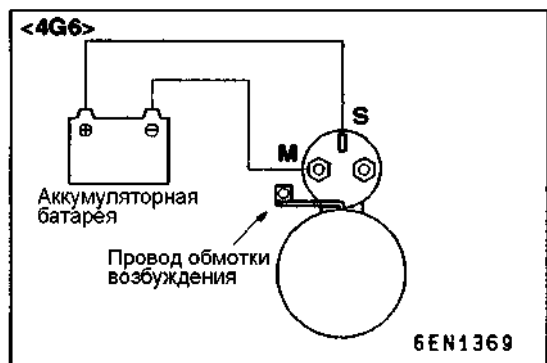 <4G6>
S
M
⊕ ⊖
Аккумуляторная
батарея
Провод обмотки
возбуждения
6EN1369